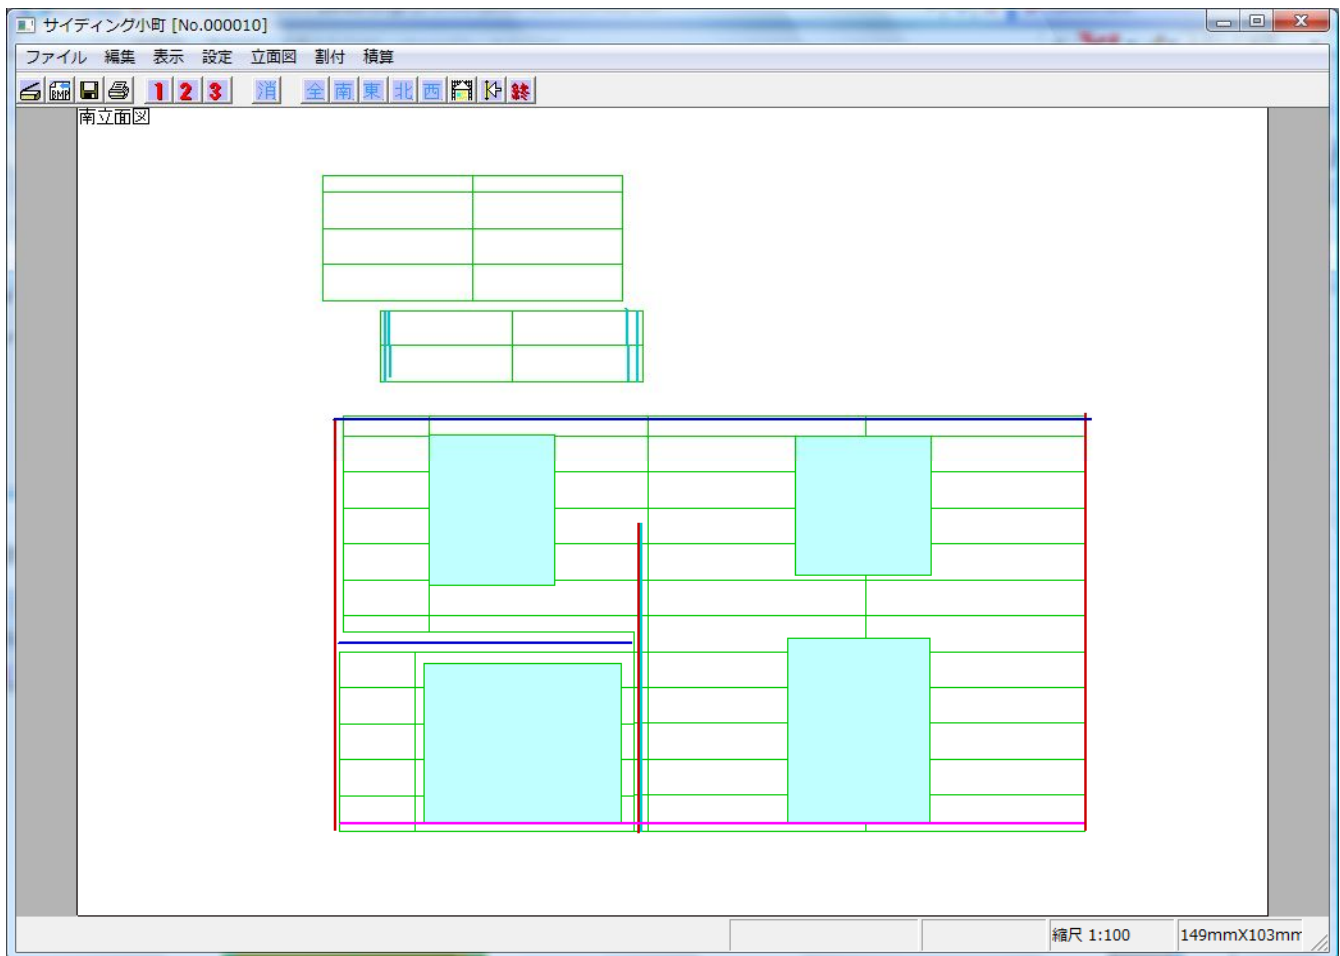 サイディング小町 [No.000010]
ファイル 編集 表示 設定 立面図 割付 積算
BMP 1 2 3 消 全 南 東 北 西 終
南立面図
縮尺 1:100 149mmX103mm